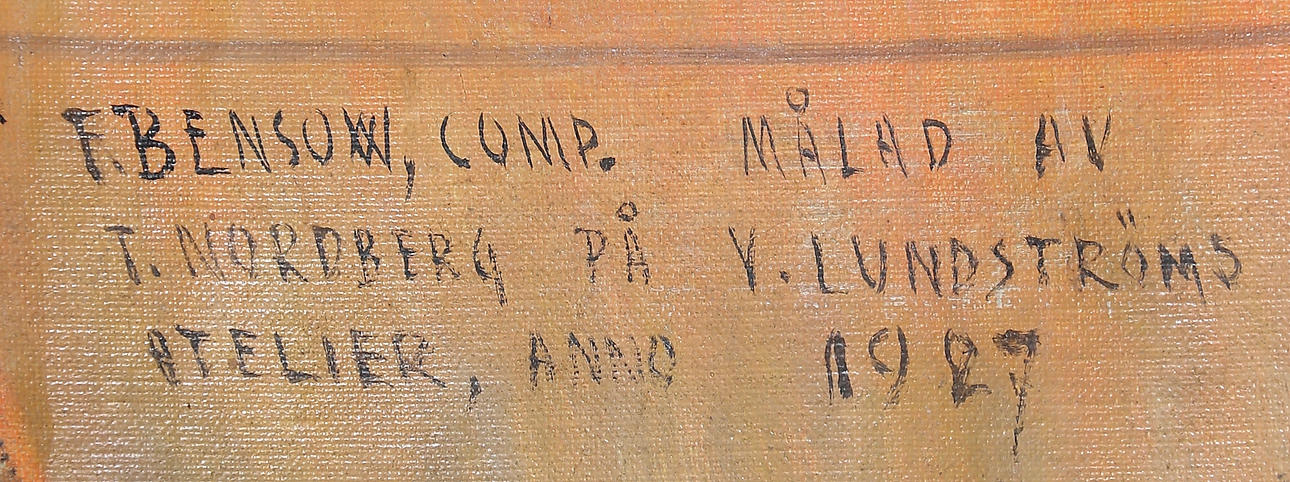 F. BENSOW, COMP. MÅLAD AV
T. NORDBERG PÅ V. LUNDSTRÖMS
ATELIER, ANNO 1927